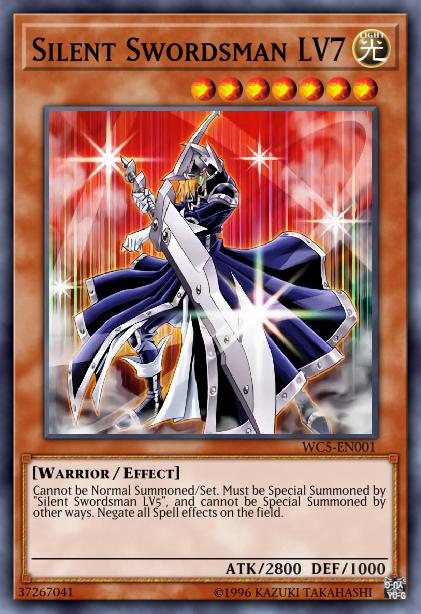 SILENT SWORDSMAN LV7
LIGHT
光
WC5-EN001
[WARRIOR / EFFECT]
Cannot be Normal Summoned/Set. Must be Special Summoned by
"Silent Swordsman LV5", and cannot be Special Summoned by
other ways. Negate all Spell effects on the field.
ATK/2800 DEF/1000
37267041
©1996 KAZUKI TAKAHASHI